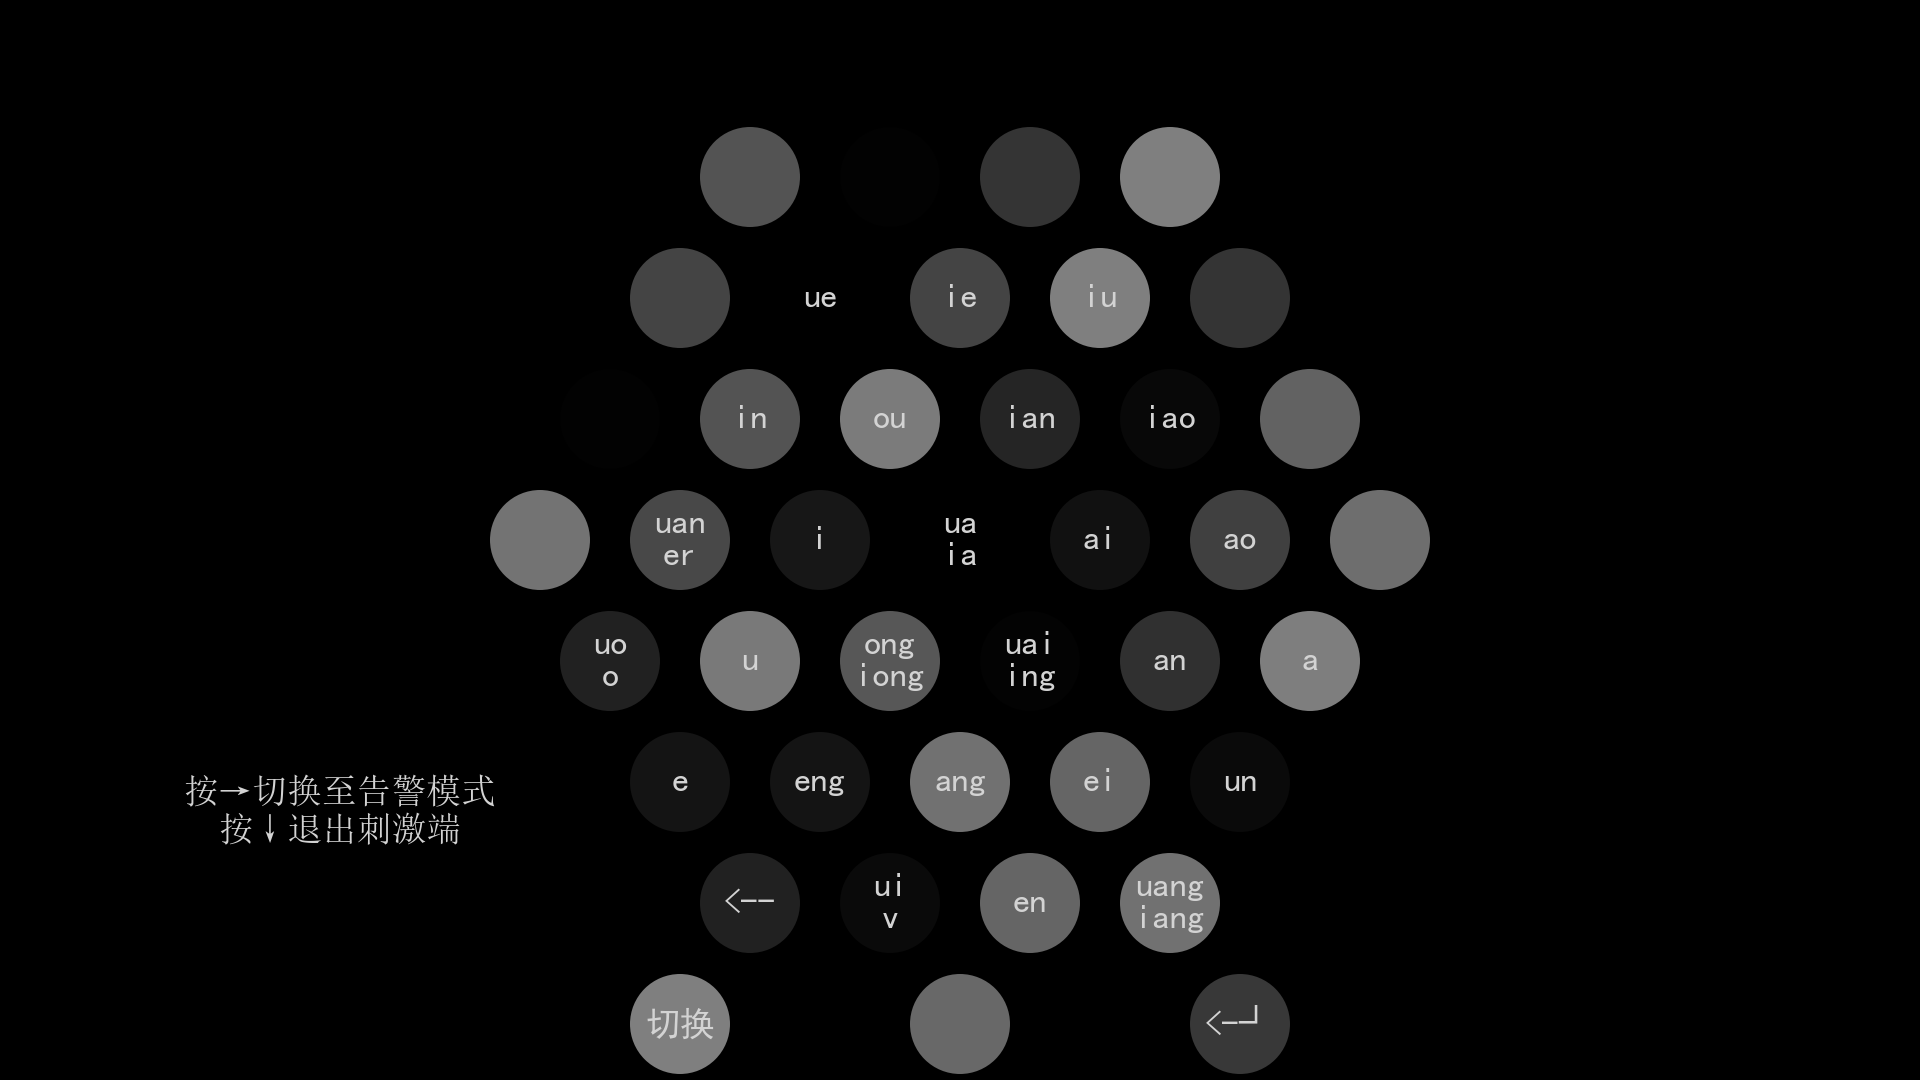 ue
ie
iu
in
ou
ian
iao
uan
er
i
ua
ia
ai
ao
uo
o
u
ong
iong
uai
ing
an
a
e
eng
ang
ei
un
按→切换至告警模式
按↓退出刺激端
<--
ui
v
en
uang
iang
切换
<-┘